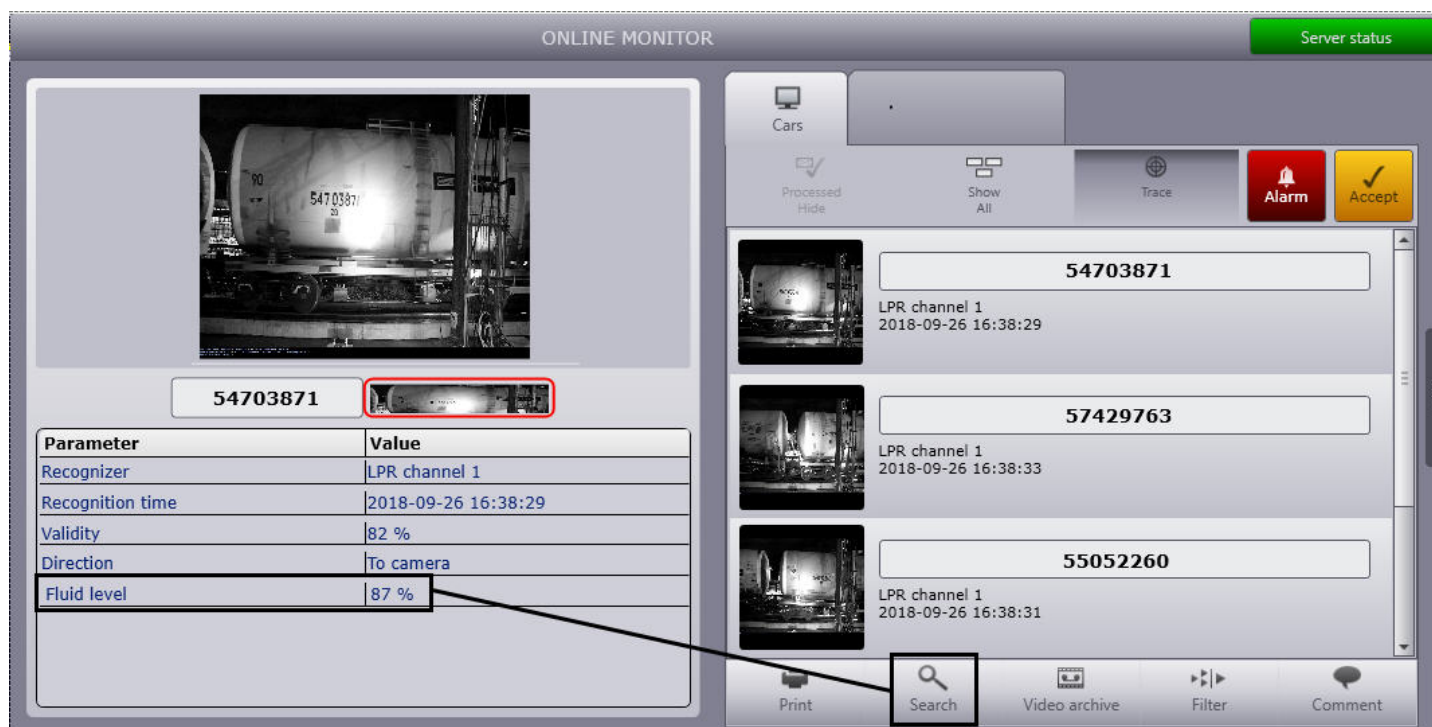 ONLINE MONITOR
Server status
90
54703871
20
54703871
Parameter Value
Recognizer LPR channel 1
Recognition time 2018-09-26 16:38:29
Validity 82 %
Direction To camera
Fluid level 87 %
Cars
.
Processed
Hide
Show
All
Trace
Alarm
Accept
54703871
LPR channel 1
2018-09-26 16:38:29
57429763
LPR channel 1
2018-09-26 16:38:33
55052260
LPR channel 1
2018-09-26 16:38:31
Print
Search
Video archive
Filter
Comment